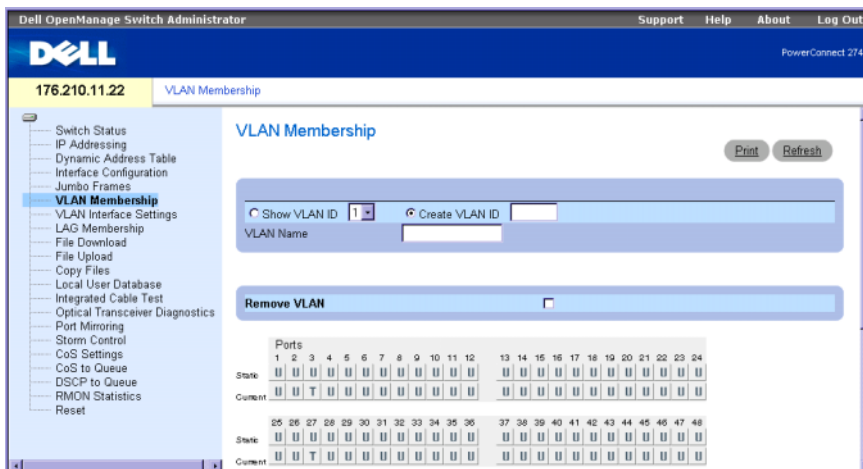 Dell OpenManage Switch Administrator Support Help About Log Out
DELL
PowerConnect 274
176.210.11.22 VLAN Membership
Switch Status
IP Addressing
Dynamic Address Table
Interface Configuration
Jumbo Frames
VLAN Membership
VLAN Interface Settings
LAG Membership
File Download
File Upload
Copy Files
Local User Database
Integrated Cable Test
Optical Transceiver Diagnostics
Port Mirroring
Storm Control
CoS Settings
CoS to Queue
DSCP to Queue
RMON Statistics
Reset
VLAN Membership
Print Refresh
Show VLAN ID 1 Create VLAN ID
VLAN Name
Remove VLAN
Ports
1 2 3 4 5 6 7 8 9 10 11 12 13 14 15 16 17 18 19 20 21 22 23 24
Static U U U U U U U U U U U U U U U U U U U U U U U U
Current U U T U U U U U U U U U U U U U U U U U U U U U
25 26 27 28 29 30 31 32 33 34 35 36 37 38 39 40 41 42 43 44 45 46 47 48
Static U U U U U U U U U U U U U U U U U U U U U U U U
Current U U T U U U U U U U U U U U U U U U U U U U U U